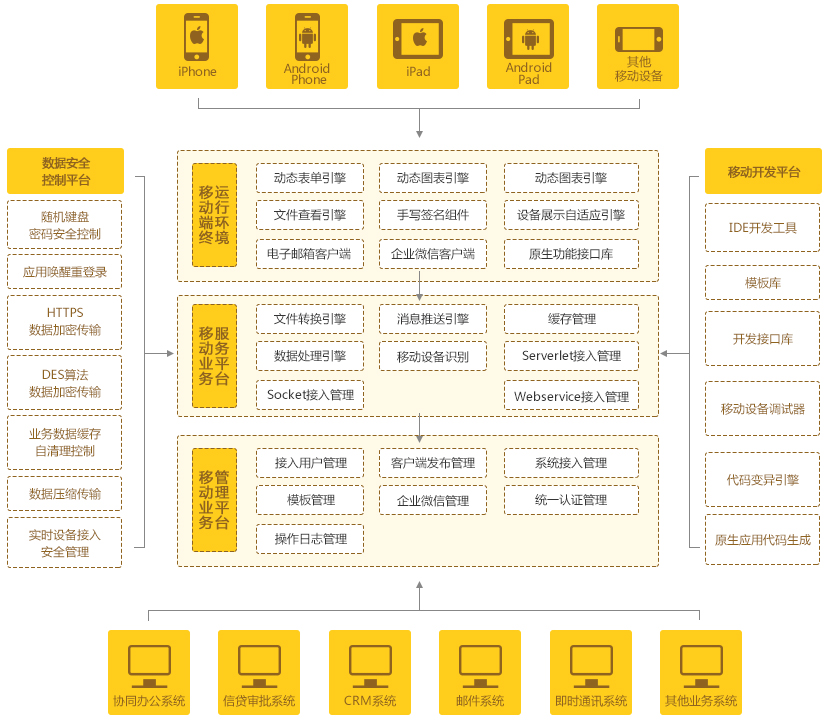 iPhone
Android
Phone
iPad
Android
Pad
其他
移动设备
数据安全
控制平台
随机键盘
密码安全控制
应用唤醒重登录
HTTPS
数据加密传输
DES算法
数据加密传输
业务数据缓存
自清理控制
数据压缩传输
实时设备接入
安全管理
移动终端
运行环境
动态表单引擎
动态图表引擎
动态图表引擎
文件查看引擎
手写签名组件
设备展示自适应引擎
电子邮箱客户端
企业微信客户端
原生功能接口库
移动业务
服务平台
文件转换引擎
消息推送引擎
缓存管理
数据处理引擎
移动设备识别
Serverlet接入管理
Socket接入管理
Webservice接入管理
移动业务
管理平台
接入用户管理
客户端发布管理
系统接入管理
模板管理
企业微信管理
统一认证管理
操作日志管理
移动开发平台
IDE开发工具
模板库
开发接口库
移动设备调试器
代码变异引擎
原生应用代码生成
协同办公系统
信贷审批系统
CRM系统
邮件系统
即时通讯系统
其他业务系统